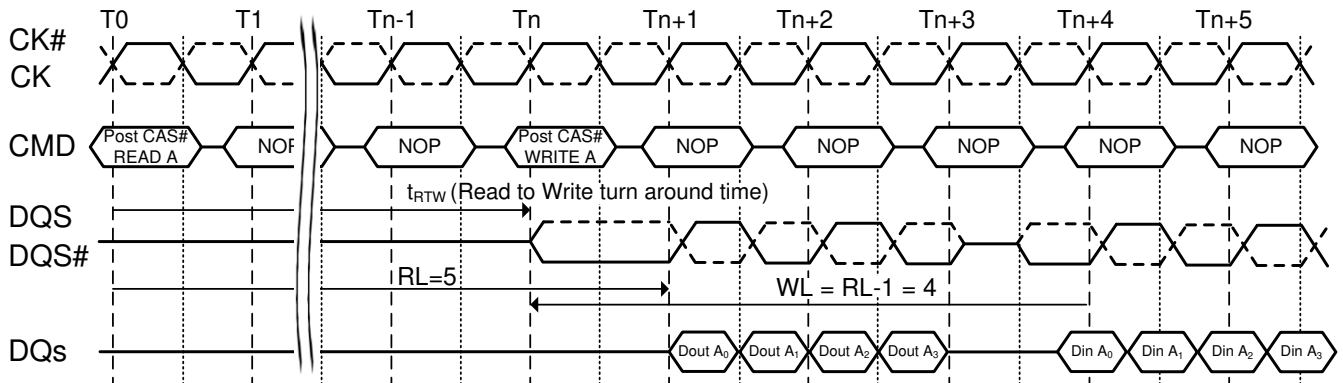 T0 T1 Tn-1 Tn Tn+1 Tn+2 Tn+3 Tn+4 Tn+5
CK#
CK
CMD Post CAS# READ A NOP NOP Post CAS# WRITE A NOP NOP NOP NOP NOP
tRTW (Read to Write turn around time)
DQS
DQS#
RL=5 WL = RL-1 = 4
DQs Dout A0 Dout A1 Dout A2 Dout A3 Din A0 Din A1 Din A2 Din A3